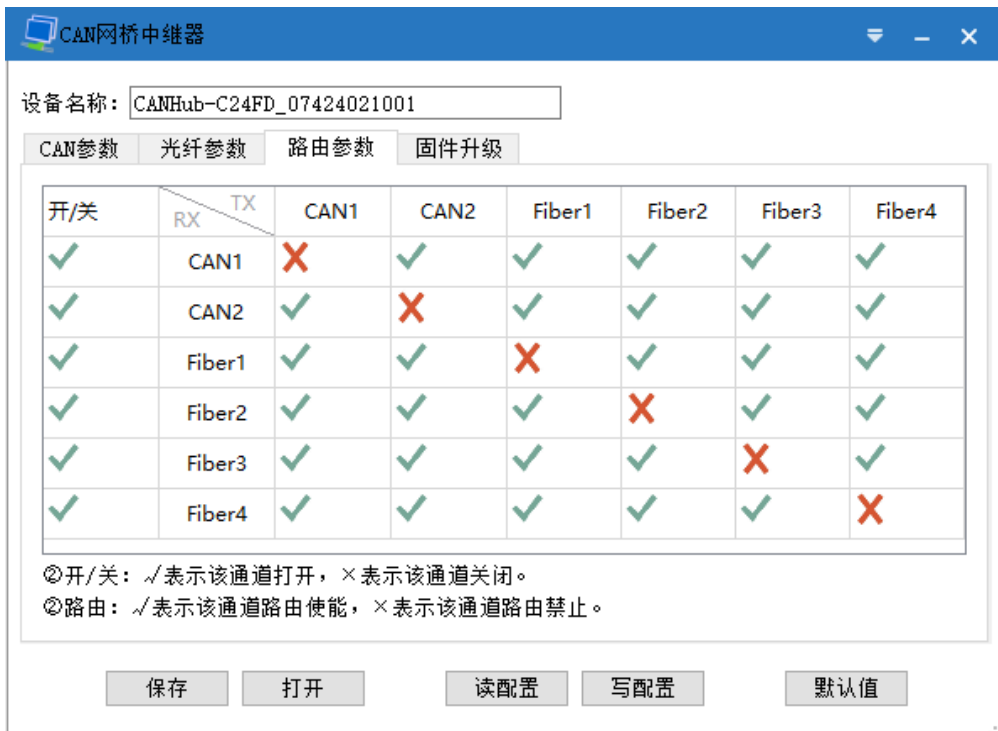 CAN网桥中继器
设备名称: CANHub-C24FD_07424021001
CAN参数 光纤参数 路由参数 固件升级
开/关 RX TX CAN1 CAN2 Fiber1 Fiber2 Fiber3 Fiber4
✓ CAN1 ✗ ✓ ✓ ✓ ✓ ✓
✓ CAN2 ✓ ✗ ✓ ✓ ✓ ✓
✓ Fiber1 ✓ ✓ ✗ ✓ ✓ ✓
✓ Fiber2 ✓ ✓ ✓ ✗ ✓ ✓
✓ Fiber3 ✓ ✓ ✓ ✓ ✗ ✓
✓ Fiber4 ✓ ✓ ✓ ✓ ✓ ✗
②开/关: √表示该通道打开，×表示该通道关闭。
②路由: √表示该通道路由使能，×表示该通道路由禁止。
保存 打开 读配置 写配置 默认值